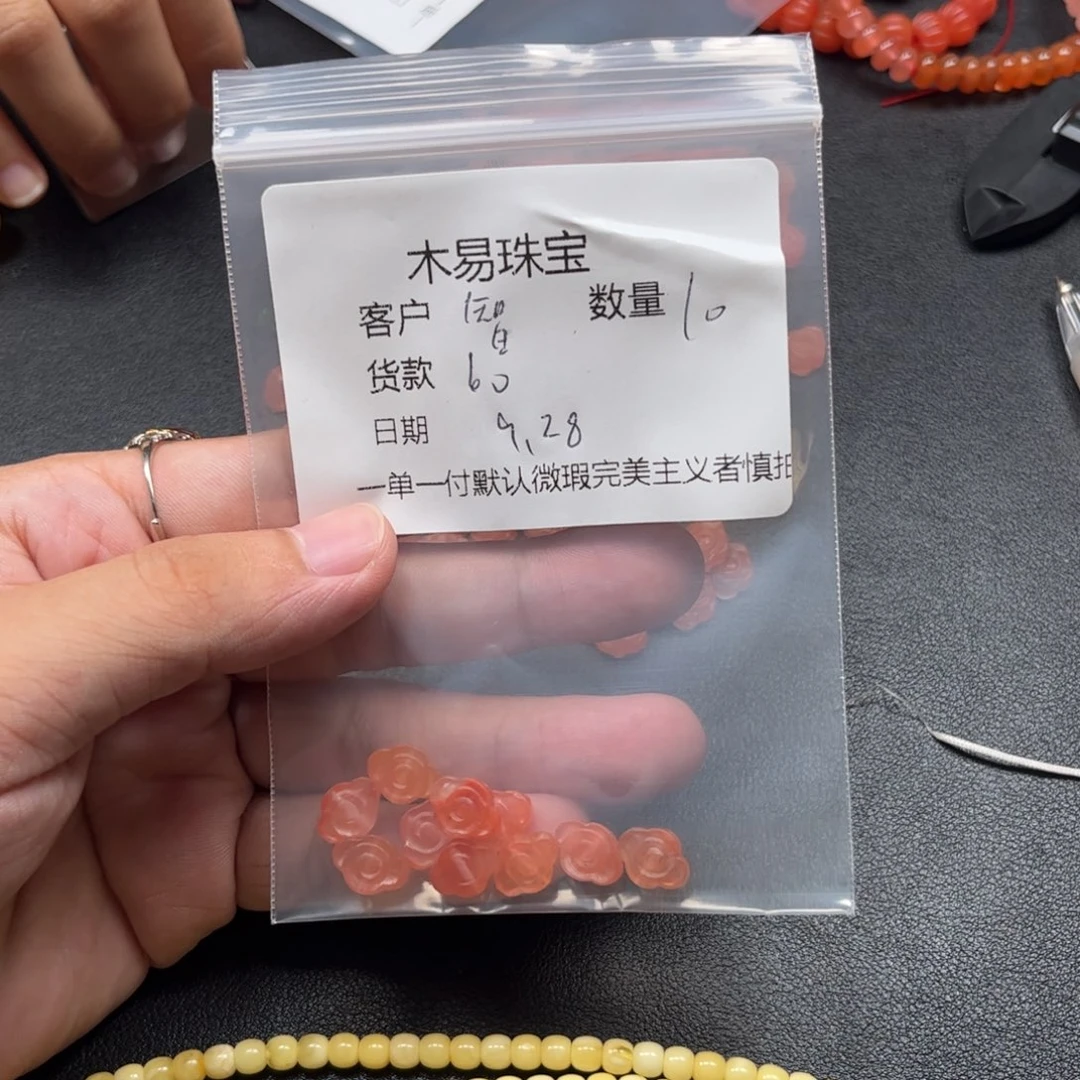 木易珠宝
客户 数量 10
货款 60
日期 9.28
一单一付默认微瑕完美主义者慎拍